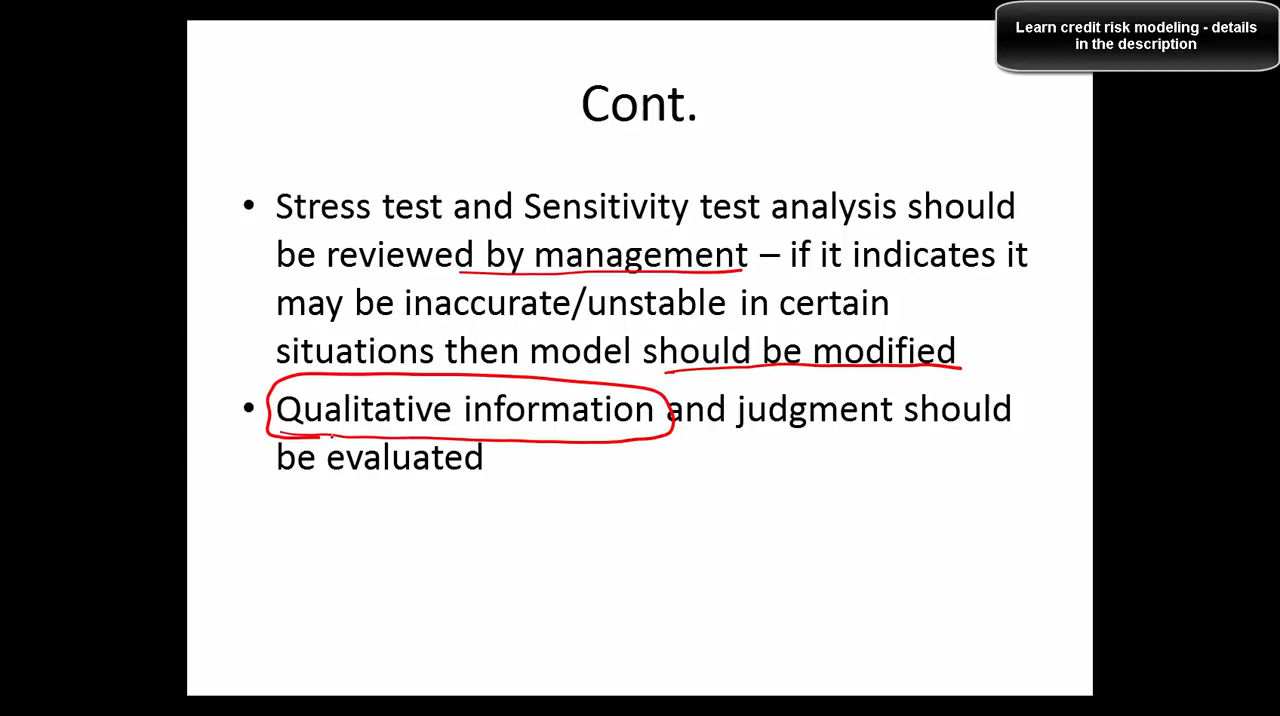 Learn credit risk modeling - details
in the description
Cont.
• Stress test and Sensitivity test analysis should
be reviewed by management – if it indicates it
may be inaccurate/unstable in certain
situations then model should be modified
• Qualitative information and judgment should
be evaluated